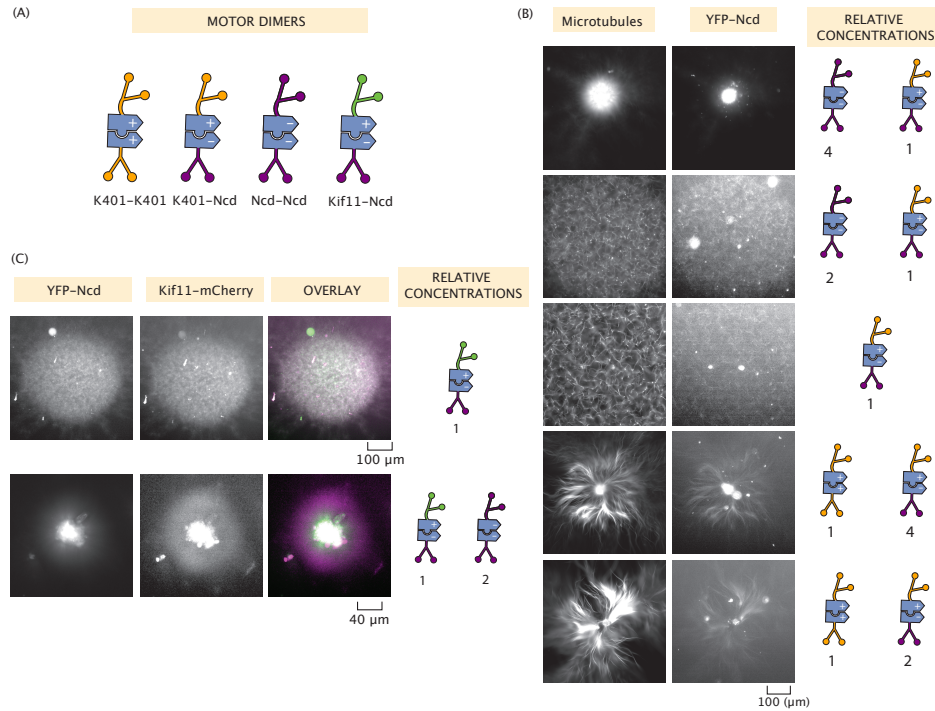 (A)
MOTOR DIMERS
+
+
+
−
−
−
+
−
K401−K401
K401−Ncd
Ncd−Ncd
Kif11−Ncd
(B)
Microtubules
YFP−Ncd
RELATIVE
CONCENTRATIONS
−
−
+
−
4
1
−
−
+
−
2
1
+
−
1
+
+
+
−
1
4
+
+
+
−
1
2
100 (μm)
(C)
YFP−Ncd
Kif11−mCherry
OVERLAY
RELATIVE
CONCENTRATIONS
+
−
1
100 μm
+
−
−
−
1
2
40 μm